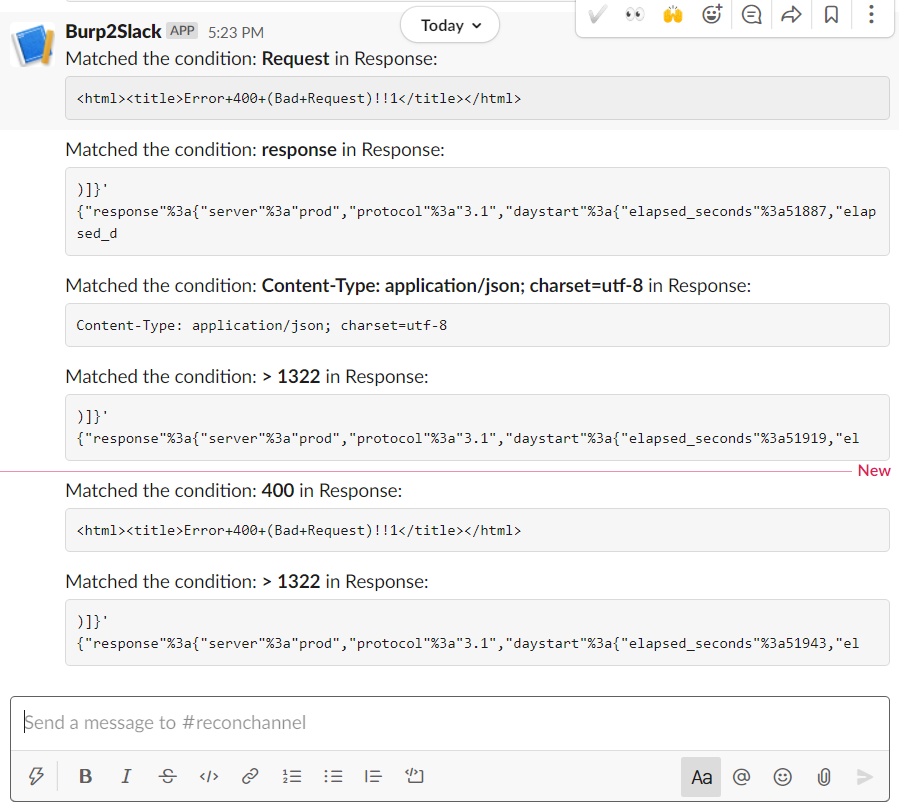 Today
Burp2Slack APP 5:23 PM
Matched the condition: Request in Response:
<html><title>Error+400+(Bad+Request)!!1</title></html>
Matched the condition: response in Response:
)]}'
{"response"%3a{"server"%3a"prod","protocol"%3a"3.1","daystart"%3a{"elapsed_seconds"%3a51887,"elap
sed_d
Matched the condition: Content-Type: application/json; charset=utf-8 in Response:
Content-Type: application/json; charset=utf-8
Matched the condition: > 1322 in Response:
)]}'
{"response"%3a{"server"%3a"prod","protocol"%3a"3.1","daystart"%3a{"elapsed_seconds"%3a51919,"el
New
Matched the condition: 400 in Response:
<html><title>Error+400+(Bad+Request)!!1</title></html>
Matched the condition: > 1322 in Response:
)]}'
{"response"%3a{"server"%3a"prod","protocol"%3a"3.1","daystart"%3a{"elapsed_seconds"%3a51943,"el
Send a message to #reconchannel
B I S </> Aa @